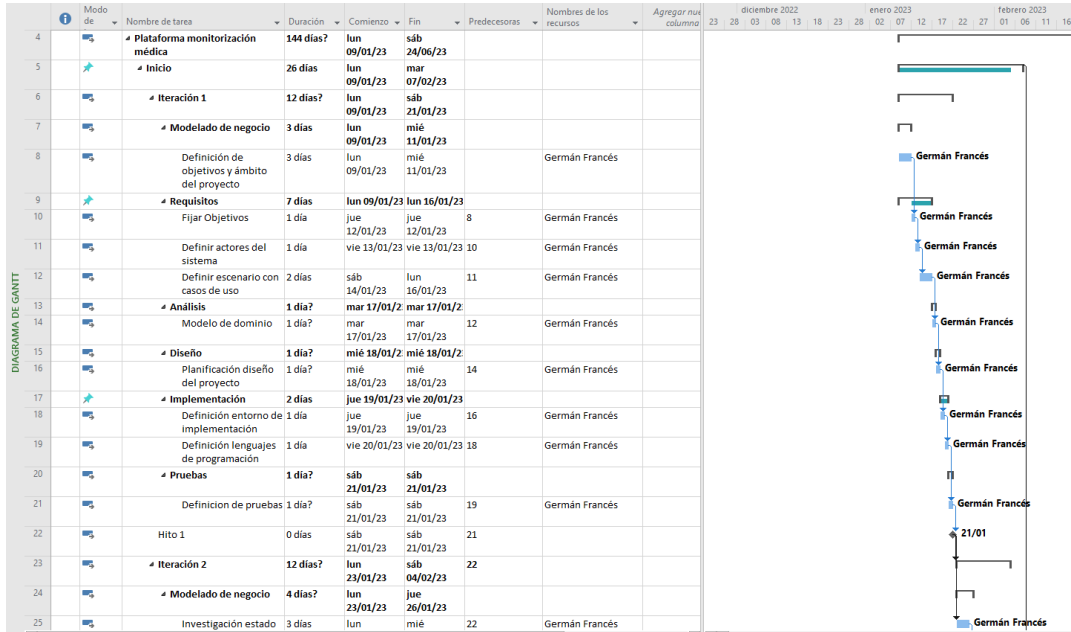 Modo de
Nombre de tarea
Duración
Comienzo
Fin
Predecesoras
Nombres de los recursos
Agregar nue columna
diciembre 2022 enero 2023 febrero 2023
23 28 03 08 13 18 23 28 02 07 12 17 22 27 01 06 11 16
DIAGRAMA DE GANTT
4 Plataforma monitorización médica 144 días? lun 09/01/23 sáb 24/06/23
5 Inicio 26 días lun 09/01/23 mar 07/02/23
6 Iteración 1 12 días? lun 09/01/23 sáb 21/01/23
7 Modelado de negocio 3 días lun 09/01/23 mié 11/01/23
8 Definición de objetivos y ámbito del proyecto 3 días lun 09/01/23 mié 11/01/23 Germán Francés Germán Francés
9 Requisitos 7 días lun 09/01/23 lun 16/01/23
10 Fijar Objetivos 1 día jue 12/01/23 jue 12/01/23 8 Germán Francés Germán Francés
11 Definir actores del sistema 1 día vie 13/01/23 vie 13/01/23 10 Germán Francés Germán Francés
12 Definir escenario con casos de uso 2 días sáb 14/01/23 lun 16/01/23 11 Germán Francés Germán Francés
13 Análisis 1 día? mar 17/01/2 mar 17/01/2
14 Modelo de dominio 1 día? mar 17/01/23 mar 17/01/23 12 Germán Francés Germán Francés
15 Diseño 1 día? mié 18/01/2 mié 18/01/2
16 Planificación diseño del proyecto 1 día? mié 18/01/23 mié 18/01/23 14 Germán Francés Germán Francés
17 Implementación 2 días jue 19/01/23 vie 20/01/23
18 Definición entorno de implementación 1 día jue 19/01/23 jue 19/01/23 16 Germán Francés Germán Francés
19 Definición lenguajes de programación 1 día vie 20/01/23 vie 20/01/23 18 Germán Francés Germán Francés
20 Pruebas 1 día? sáb 21/01/23 sáb 21/01/23
21 Definicion de pruebas 1 día? sáb 21/01/23 sáb 21/01/23 19 Germán Francés Germán Francés
22 Hito 1 0 días sáb 21/01/23 sáb 21/01/23 21 21/01
23 Iteración 2 12 días? lun 23/01/23 sáb 04/02/23 22
24 Modelado de negocio 4 días? lun 23/01/23 jue 26/01/23
25 Investigación estado 3 días lun mié 22 Germán Francés Germán Francés